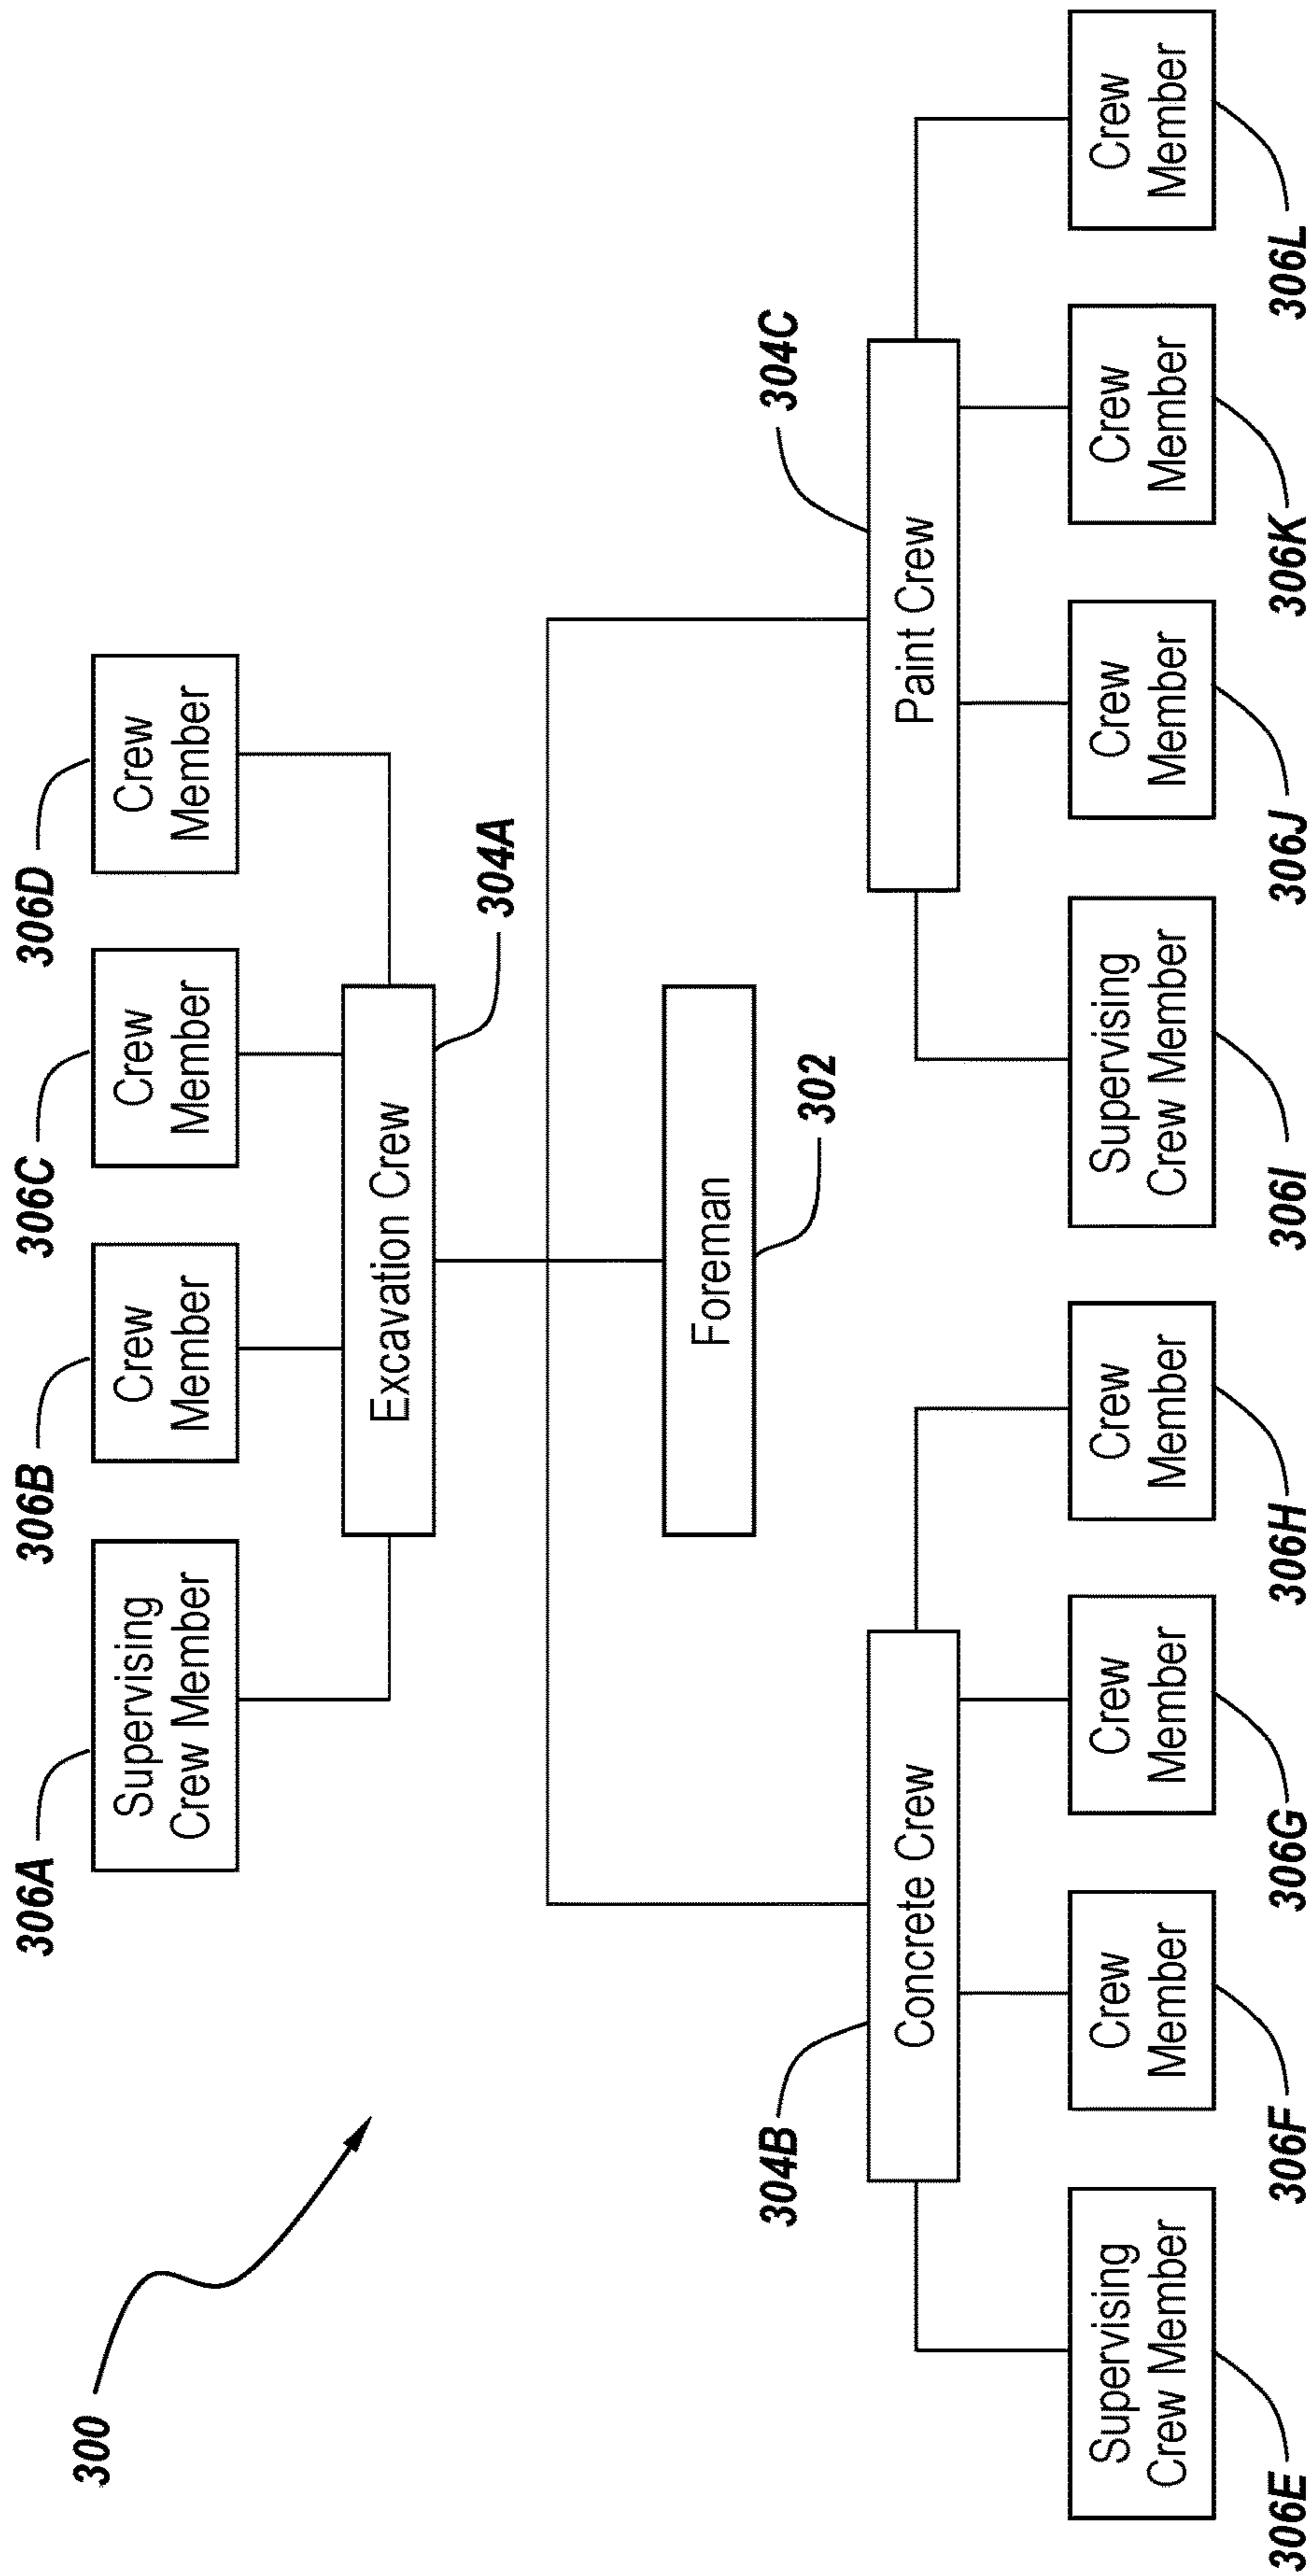 300
306A
306B
306C
306D
Supervising
Crew Member
Crew
Member
Crew
Member
Crew
Member
Excavation Crew
304A
Foreman
302
304B
304C
Concrete Crew
Paint Crew
Supervising
Crew Member
Crew
Member
Crew
Member
Crew
Member
Supervising
Crew Member
Crew
Member
Crew
Member
Crew
Member
306E
306F
306G
306H
306I
306J
306K
306L